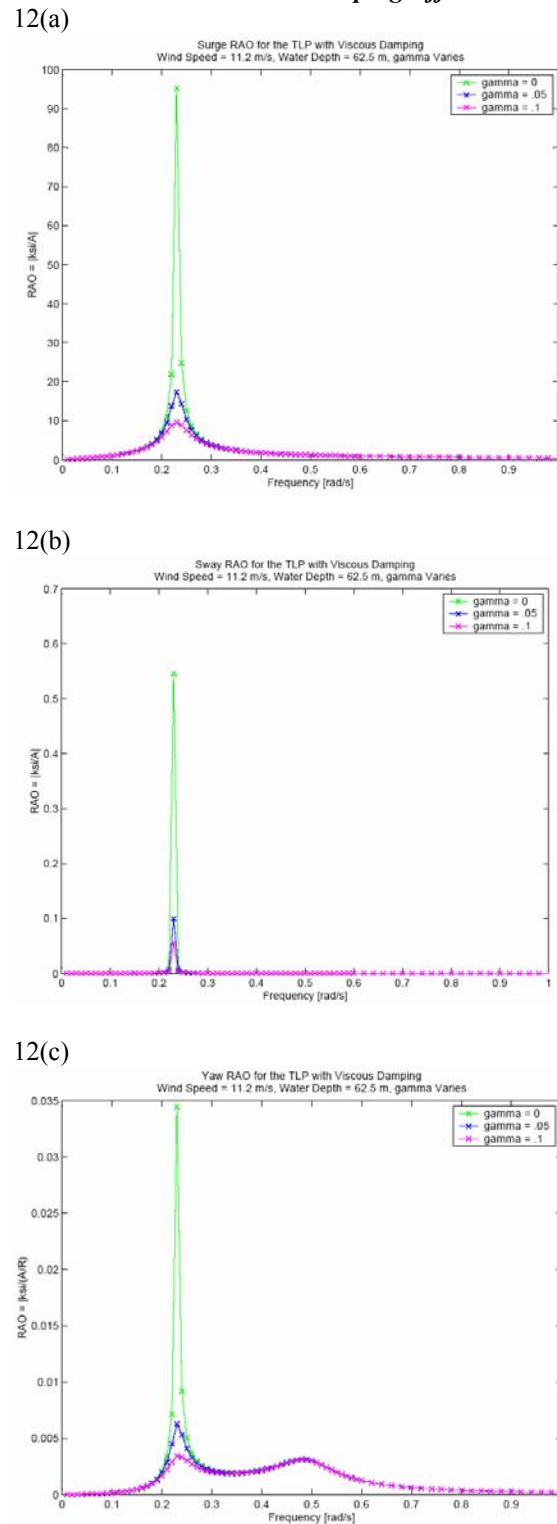 12(a)
Surge RAO for the TLP with Viscous Damping
Wind Speed = 11.2 m/s, Water Depth = 62.5 m, gamma Varies
100
90
80
70
60
50
40
30
20
10
0
RAO = |ksi/A|
gamma = 0
gamma = .05
gamma = .1
0 0.1 0.2 0.3 0.4 0.5 0.6 0.7 0.8 0.9
Frequency [rad/s]
12(b)
Sway RAO for the TLP with Viscous Damping
Wind Speed = 11.2 m/s, Water Depth = 62.5 m, gamma Varies
0.7
0.6
0.5
0.4
0.3
0.2
0.1
0
RAO = |ksi/A|
gamma = 0
gamma = .05
gamma = .1
0 0.1 0.2 0.3 0.4 0.5 0.6 0.7 0.8 0.9 1
Frequency [rad/s]
12(c)
Yaw RAO for the TLP with Viscous Damping
Wind Speed = 11.2 m/s, Water Depth = 62.5 m, gamma Varies
0.035
0.03
0.025
0.02
0.015
0.01
0.005
0
RAO = |ksi/(A/R)
gamma = 0
gamma = .05
gamma = .1
0 0.1 0.2 0.3 0.4 0.5 0.6 0.7 0.8 0.9
Frequency [rad/s]